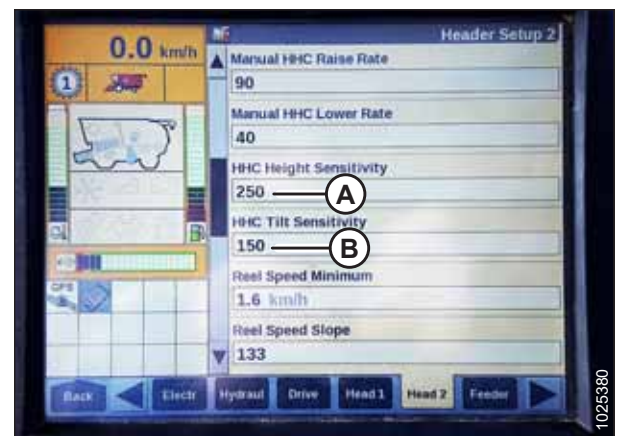 0.0 km/h
Header Setup 2
1
Manual HHC Raise Rate
90
Manual HHC Lower Rate
40
HHC Height Sensitivity
250
A
HHC Tilt Sensitivity
150
B
Reel Speed Minimum
1.6 km/h
GPS
Reel Speed Slope
133
Back
Electr
Hydraul
Drive
Head 1
Head 2
Feeder
1025380